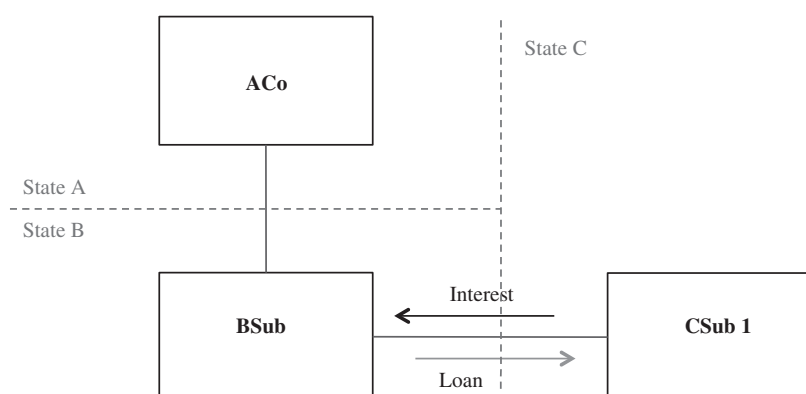 State C
ACo
State A
State B
Interest
BSub
CSub 1
Loan